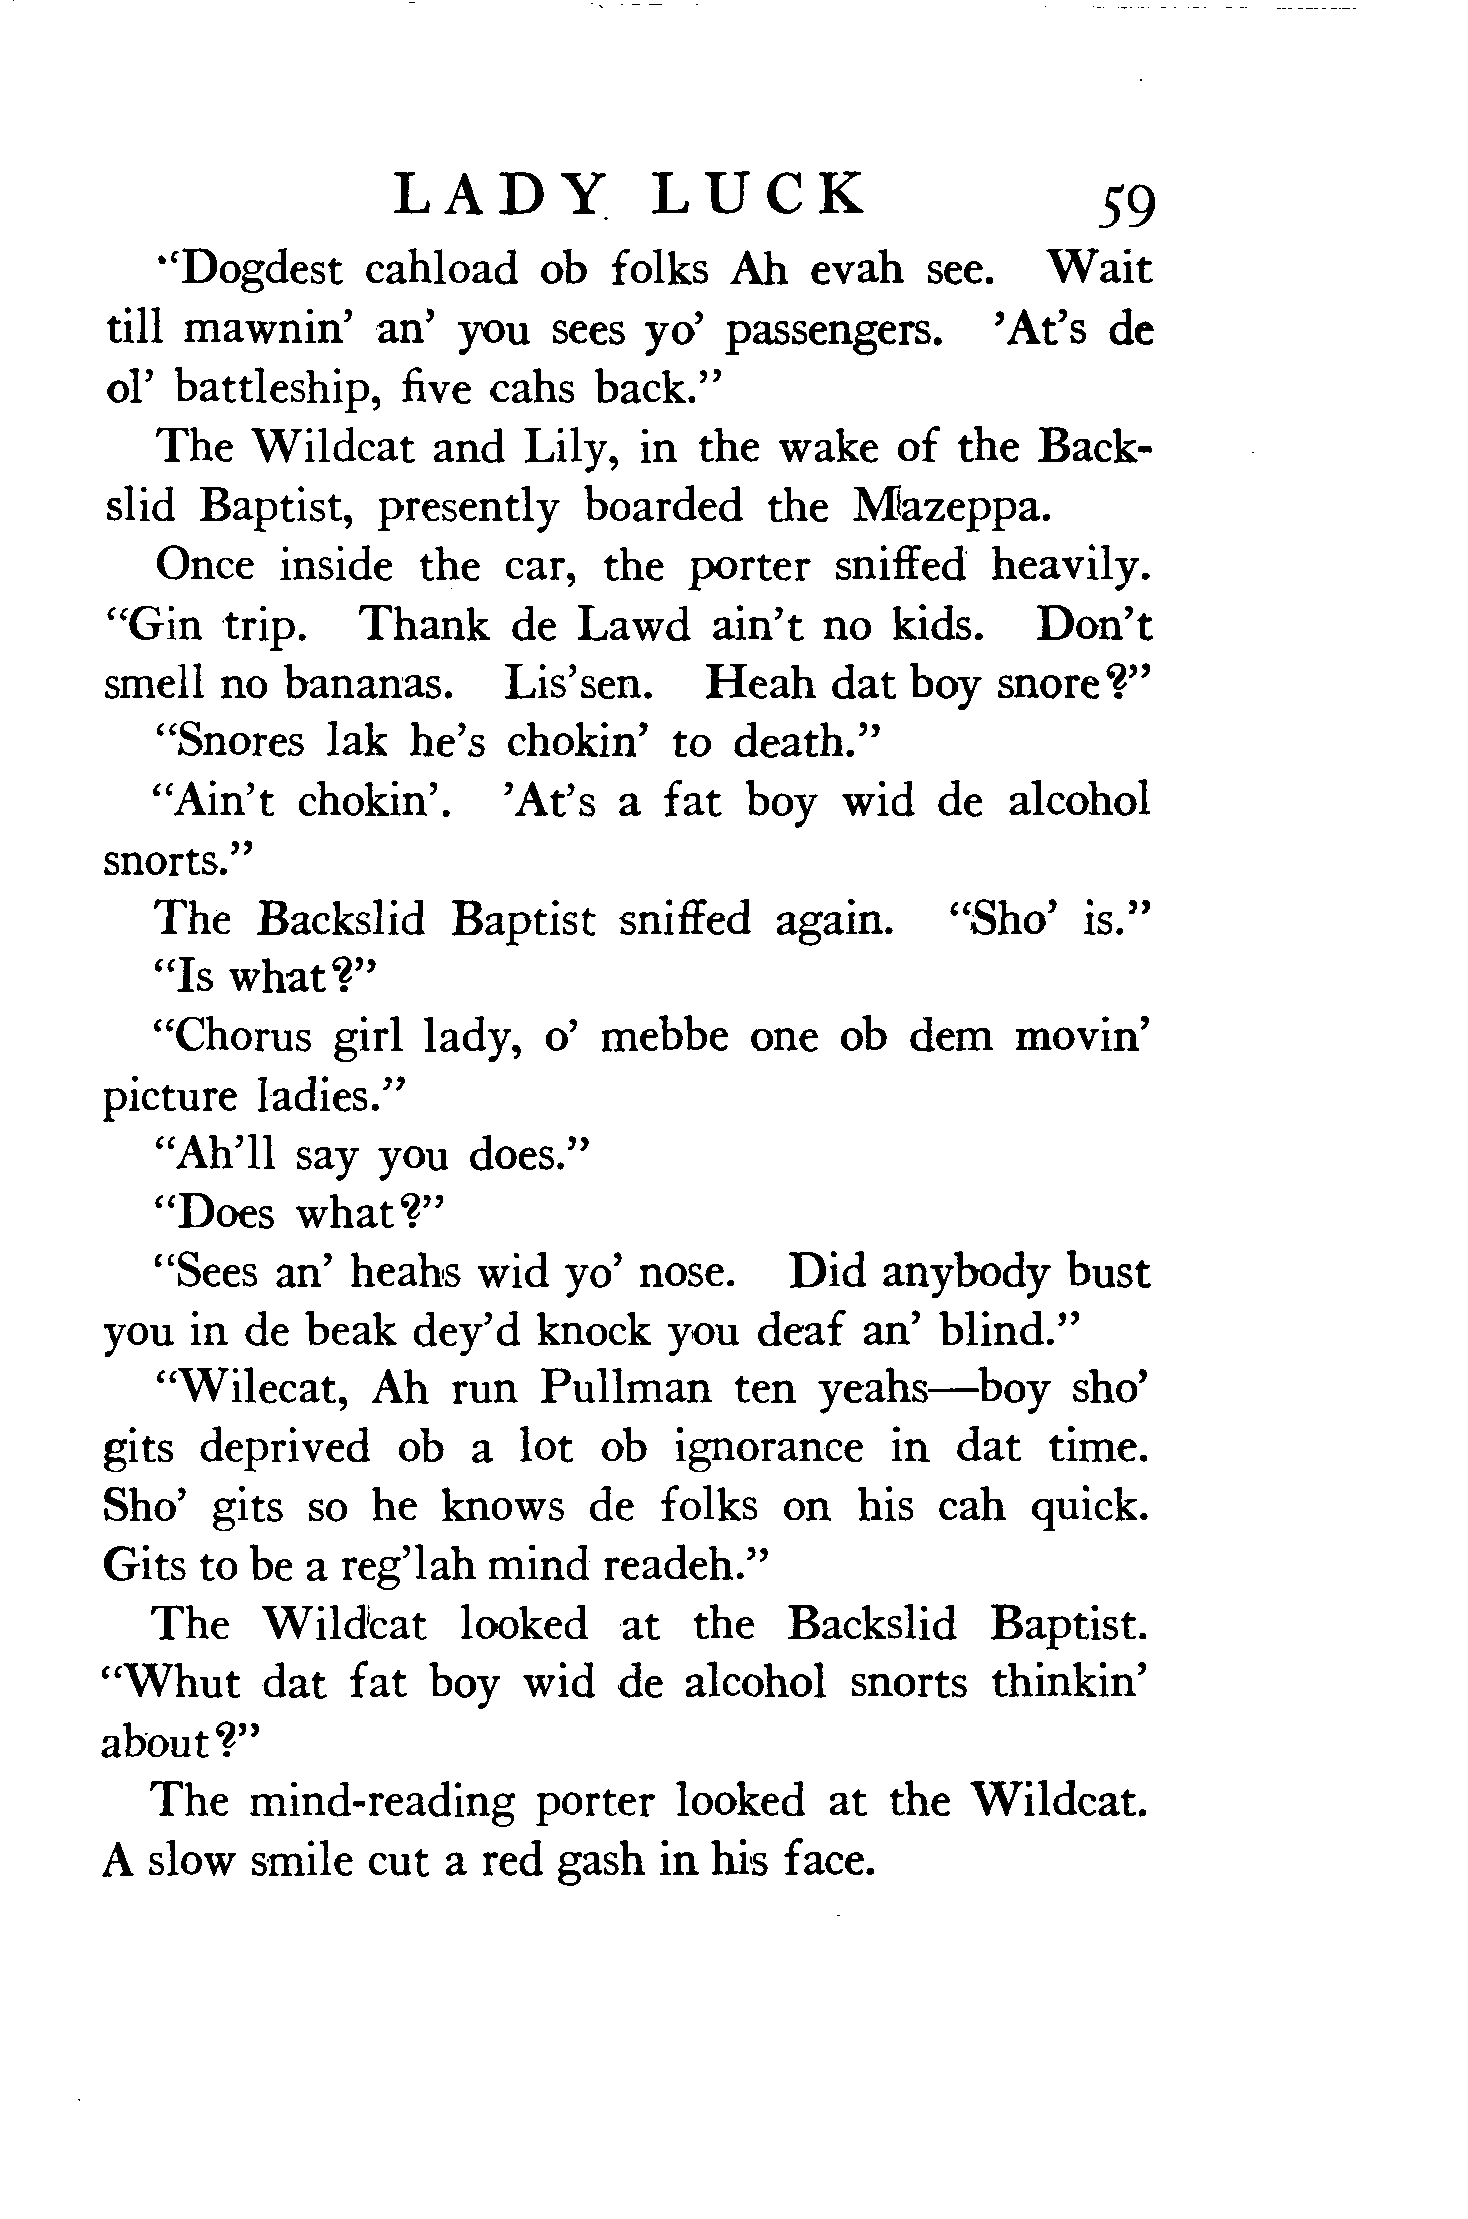 LADY LUCK 59
"Dogdest cahload ob folks Ah evah see. Wait
till mawnin' an' you sees yo' passengers. 'At's de
ol' battleship, five cahs back."
The Wildcat and Lily, in the wake of the Back-
slid Baptist, presently boarded the Mazeppa.
Once inside the car, the porter sniffed heavily.
"Gin trip. Thank de Lawd ain't no kids. Don't
smell no bananas. Lis'sen. Heah dat boy snore?"
"Snores lak he's chokin' to death."
"Ain't chokin'. 'At's a fat boy wid de alcohol
snorts."
The Backslid Baptist sniffed again. "Sho' is."
"Is what?"
"Chorus girl lady, o' mebbe one ob dem movin'
picture ladies."
"Ah'll say you does."
"Does what?"
"Sees an' heahs wid yo' nose. Did anybody bust
you in de beak dey'd knock you deaf an' blind."
"Wilecat, Ah run Pullman ten yeahs—boy sho'
gits deprived ob a lot ob ignorance in dat time.
Sho' gits so he knows de folks on his cah quick.
Gits to be a reg'lah mind readeh."
The Wildcat looked at the Backslid Baptist.
"Whut dat fat boy wid de alcohol snorts thinkin'
about?"
The mind-reading porter looked at the Wildcat.
A slow smile cut a red gash in his face.